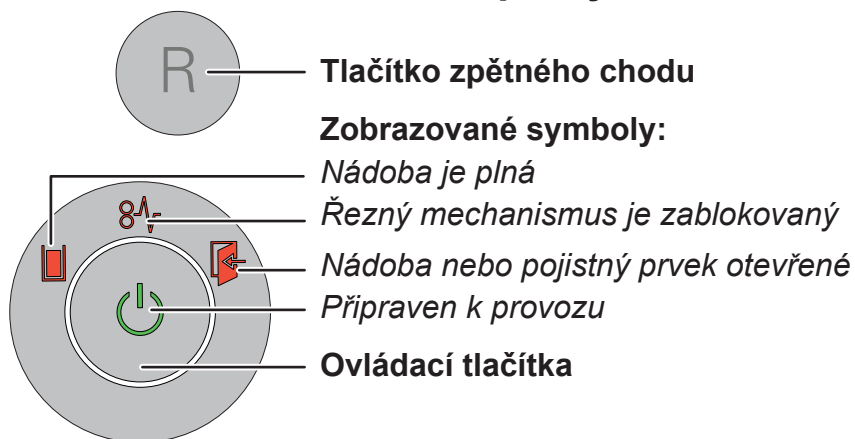 R
Tlačítko zpětného chodu
Zobrazované symboly:
Nádoba je plná
Řezný mechanismus je zablokovaný
Nádoba nebo pojistný prvek otevřené
Připraven k provozu
Ovládací tlačítka